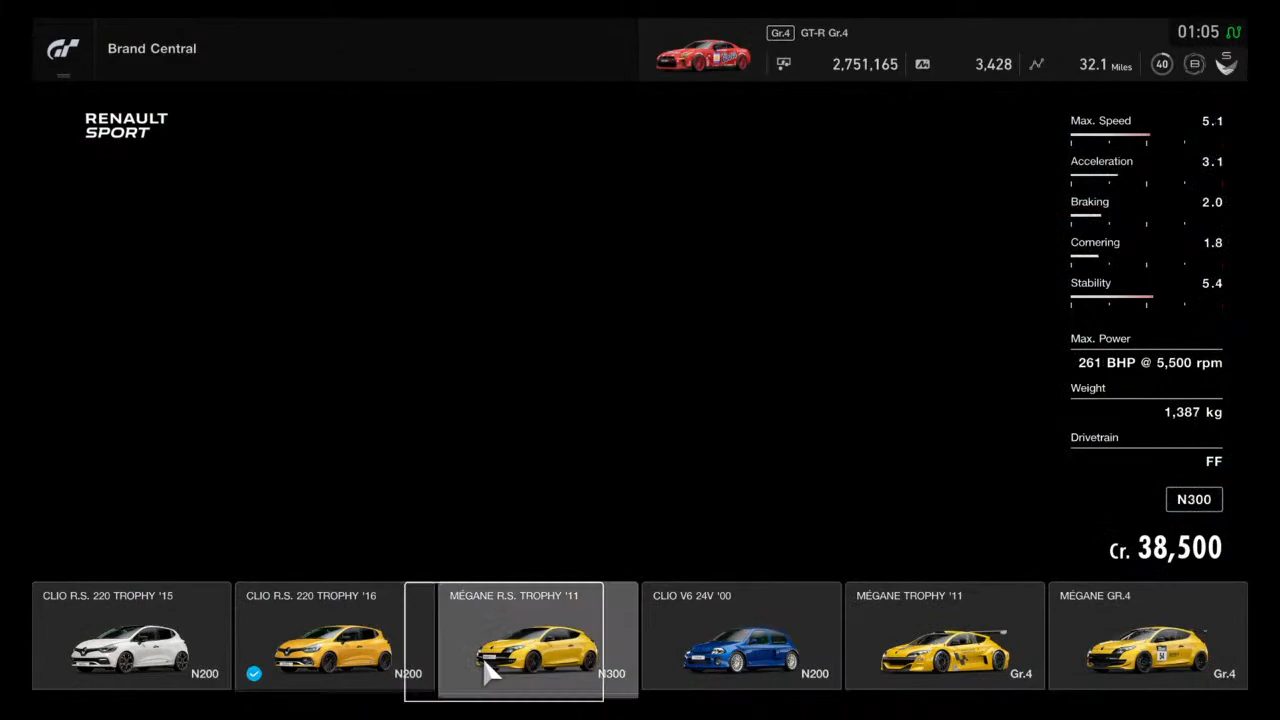 GT
Brand Central
Gr.4 GT-R Gr.4
2,751,165
3,428
32.1 Miles
01:05
40
B
S
RENAULT
SPORT
Max. Speed 5.1
Acceleration 3.1
Braking 2.0
Cornering 1.8
Stability 5.4
Max. Power
261 BHP @ 5,500 rpm
Weight
1,387 kg
Drivetrain
FF
N300
Cr. 38,500
CLIO R.S. 220 TROPHY '15
N200
CLIO R.S. 220 TROPHY '16
N200
MÉGANE R.S. TROPHY '11
N300
CLIO V6 24V '00
N200
MÉGANE TROPHY '11
Gr.4
MÉGANE GR.4
Gr.4